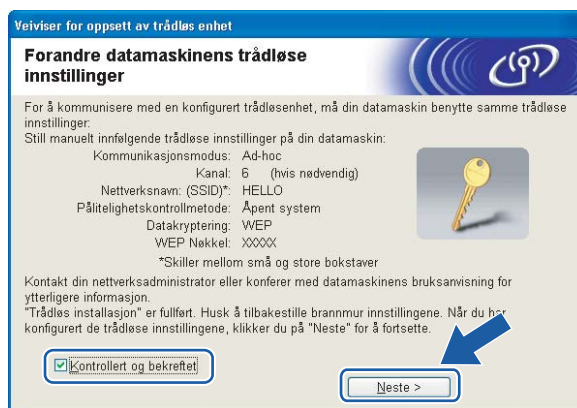 Veiviser for oppsett av trådløs enhet
Forandre datamaskinens trådløse
innstillinger
For å kommunisere med en konfigurert trådløsenhet, må din datamaskin benytte samme trådløse
innstillinger:
Still manuelt innfølgende trådløse innstillinger på din datamaskin:
Kommunikasjonsmodus: Ad-hoc
Kanal: 6 (hvis nødvendig)
Nettverksnavn: (SSID)*: HELLO
Pålitelighetskontrollmetode: Åpent system
Datakryptering: WEP
WEP Nøkkel: XXXXX
*Skiller mellom små og store bokstaver
Kontakt din nettverksadministrator eller konferer med datamaskinens bruksanvisning for
ytterligere informasjon.
"Trådløs installasjon" er fullført. Husk å tilbakestille brannmur innstillingene. Når du har
konfigurert de trådløse innstillingene, klikker du på "Neste" for å fortsette.
Kontrollert og bekreftet
Neste >